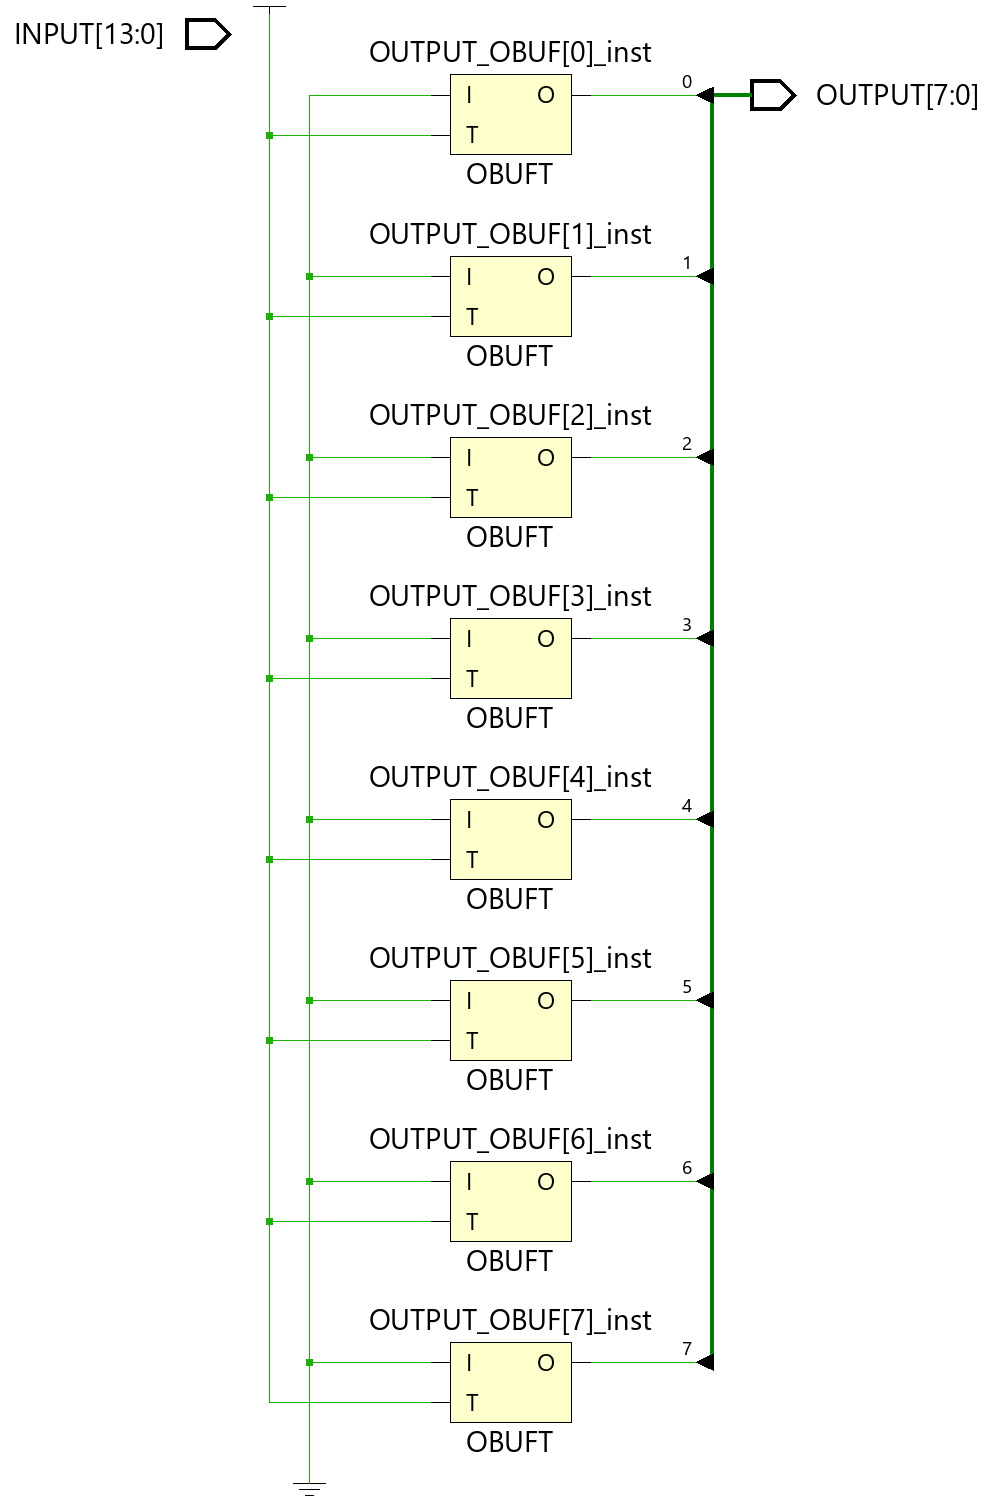 INPUT[13:0]
OUTPUT_OBUF[0]_inst
I O 0 OUTPUT[7:0]
T
OBUFT
OUTPUT_OBUF[1]_inst
I O 1
T
OBUFT
OUTPUT_OBUF[2]_inst
I O 2
T
OBUFT
OUTPUT_OBUF[3]_inst
I O 3
T
OBUFT
OUTPUT_OBUF[4]_inst
I O 4
T
OBUFT
OUTPUT_OBUF[5]_inst
I O 5
T
OBUFT
OUTPUT_OBUF[6]_inst
I O 6
T
OBUFT
OUTPUT_OBUF[7]_inst
I O 7
T
OBUFT